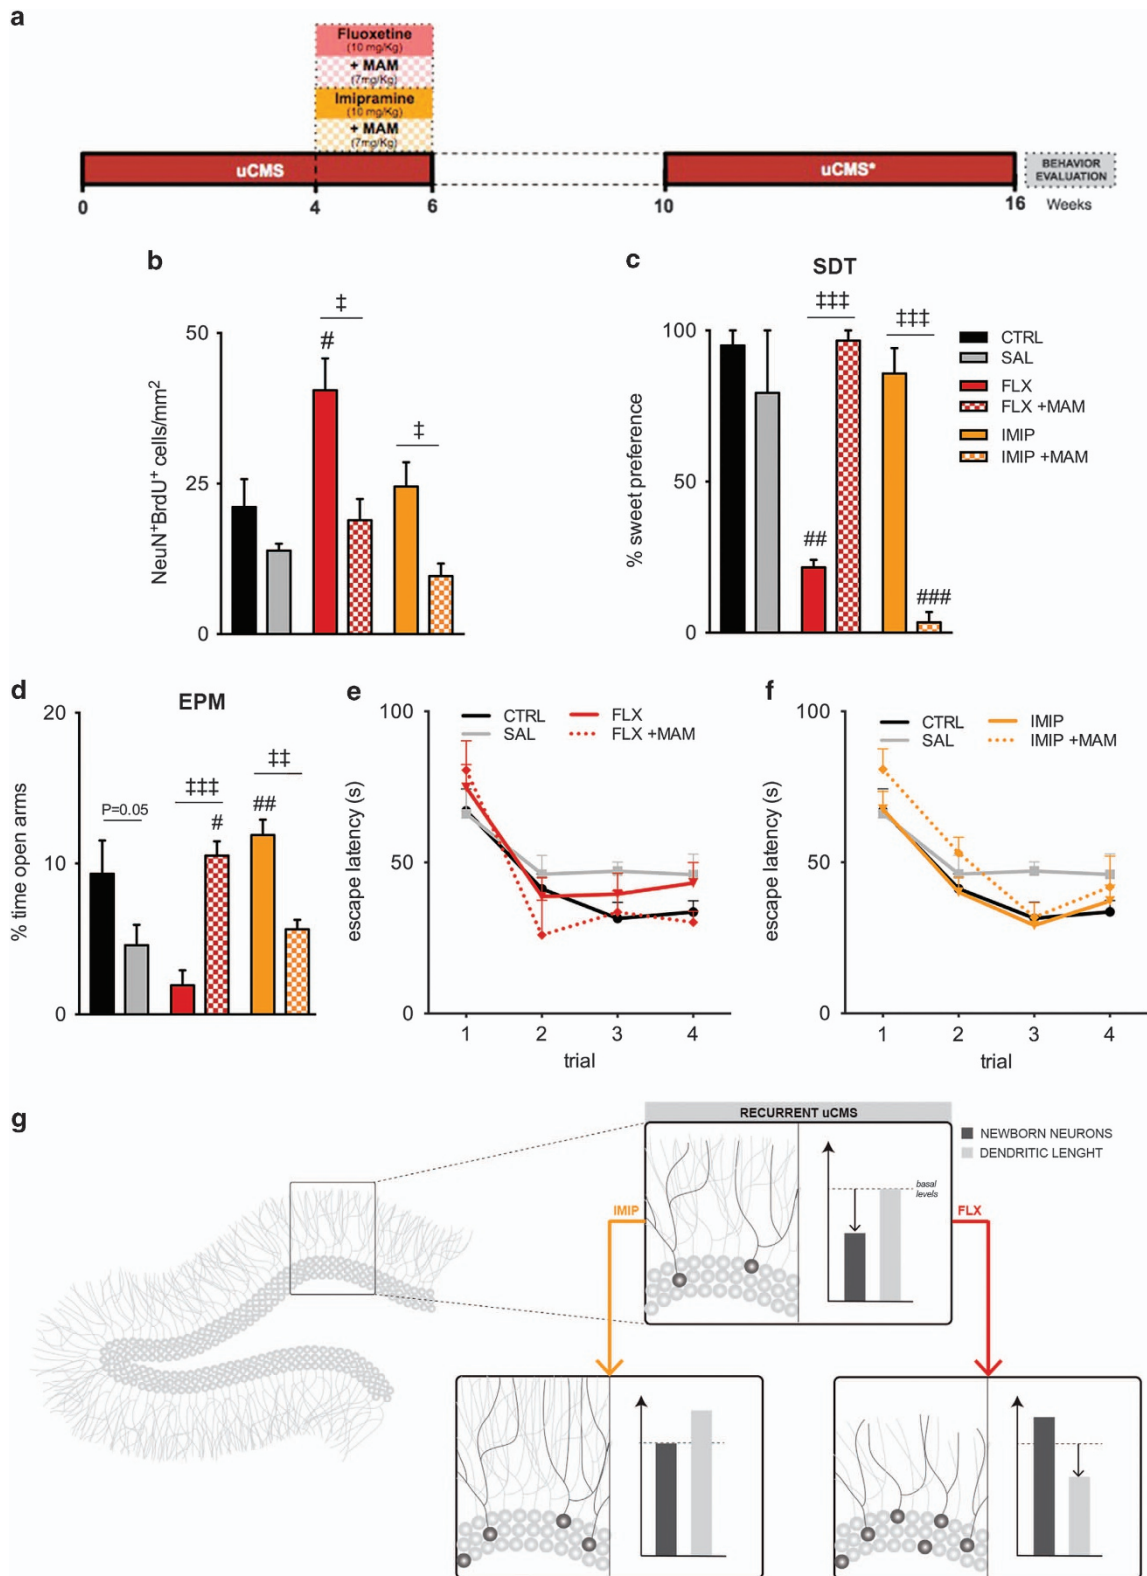 a
Fluoxetine
(10 mg/Kg)
+ MAM
(7mg/Kg)
Imipramine
(10 mg/Kg)
+ MAM
(7mg/Kg)
uCMS
uCMS*
BEHAVIOR
EVALUATION
0
4
6
10
16
Weeks
b
NeuN+BrdU+ cells/mm2
50
25
0
#
‡
‡
c
SDT
% sweet preference
100
50
0
##
‡‡‡
‡‡‡
###
CTRL
SAL
FLX
FLX +MAM
IMIP
IMIP +MAM
d
EPM
% time open arms
20
10
0
P=0.05
‡‡‡
#
‡‡
##
e
CTRL
SAL
FLX
FLX +MAM
escape latency (s)
100
50
0
1 2 3 4
trial
f
CTRL
SAL
IMIP
IMIP +MAM
escape latency (s)
100
50
0
1 2 3 4
trial
g
RECURRENT uCMS
NEWBORN NEURONS
DENDRITIC LENGHT
basal
levels
IMIP
FLX